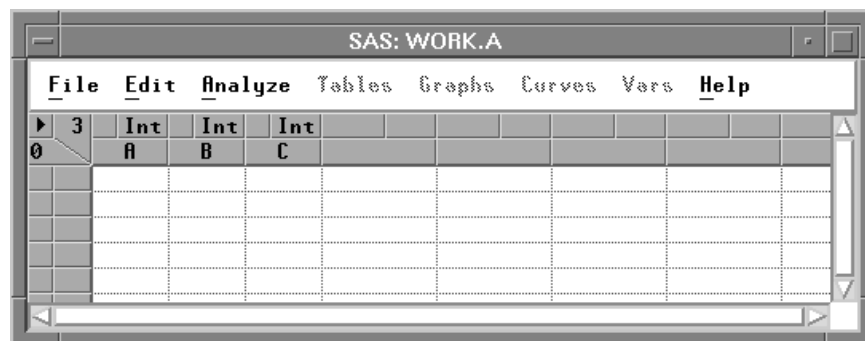 SAS: WORK.A
File Edit Analyze Tables Graphs Curves Vars Help
3 Int Int Int
0 A B C